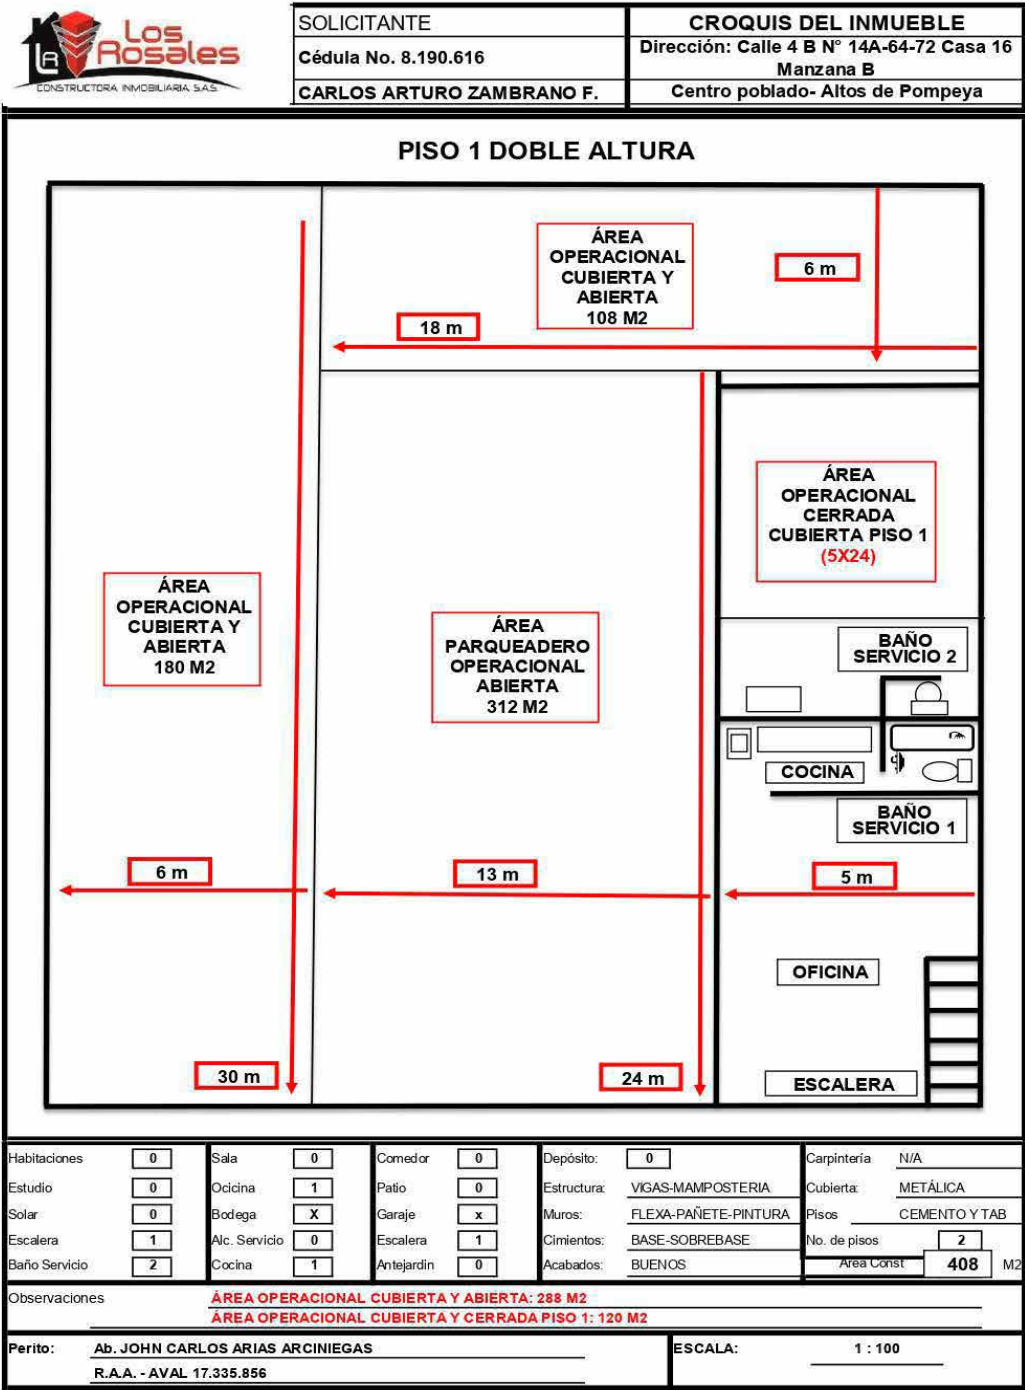 Los
Rosales
LR
CONSTRUCTORA INMOBILIARIA S.A.S.
SOLICITANTE
Cédula No. 8.190.616
CARLOS ARTURO ZAMBRANO F.
CROQUIS DEL INMUEBLE
Dirección: Calle 4 B N° 14A-64-72 Casa 16
Manzana B
Centro poblado- Altos de Pompeya
PISO 1 DOBLE ALTURA
ÁREA
OPERACIONAL
CUBIERTA Y
ABIERTA
108 M2
6 m
18 m
ÁREA
OPERACIONAL
CERRADA
CUBIERTA PISO 1
(5X24)
ÁREA
OPERACIONAL
CUBIERTA Y
ABIERTA
180 M2
ÁREA
PARQUEADERO
OPERACIONAL
ABIERTA
312 M2
BAÑO
SERVICIO 2
COCINA
BAÑO
SERVICIO 1
6 m
13 m
5 m
OFICINA
30 m
24 m
ESCALERA
Habitaciones 0 Sala 0 Comedor 0 Depósito: 0 Carpintería N/A
Estudio 0 Ocicina 1 Patio 0 Estructura: VIGAS-MAMPOSTERIA Cubierta: METÁLICA
Solar 0 Bodega X Garaje x Muros: FLEXA-PAÑETE-PINTURA Pisos CEMENTO Y TAB
Escalera 1 Alc. Servicio 0 Escalera 1 Cimientos: BASE-SOBREBASE No. de pisos 2
Baño Servicio 2 Cocina 1 Antejardin 0 Acabados: BUENOS Area Const 408 M2
Observaciones ÁREA OPERACIONAL CUBIERTA Y ABIERTA: 288 M2
ÁREA OPERACIONAL CUBIERTA Y CERRADA PISO 1: 120 M2
Perito: Ab. JOHN CARLOS ARIAS ARCINIEGAS ESCALA: 1 : 100
R.A.A. - AVAL 17.335.856